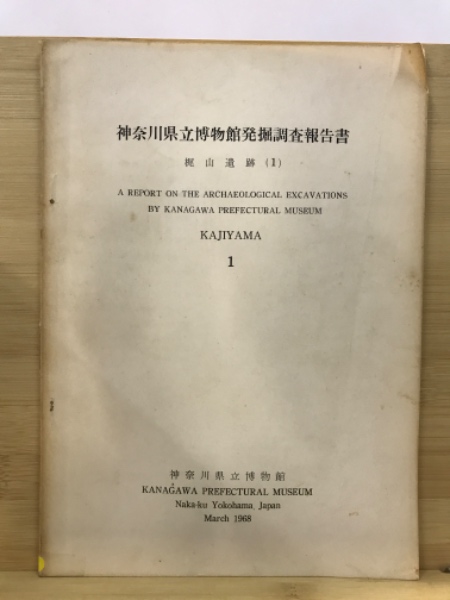 神奈川県立博物館発掘調査報告書
梶山遺跡(1)
A REPORT ON THE ARCHAEOLOGICAL EXCAVATIONS
BY KANAGAWA PREFECTURAL MUSEUM
KAJIYAMA
1
神奈川県立博物館
KANAGAWA PREFECTURAL MUSEUM
Naka-ku Yokohama, Japan
March 1968